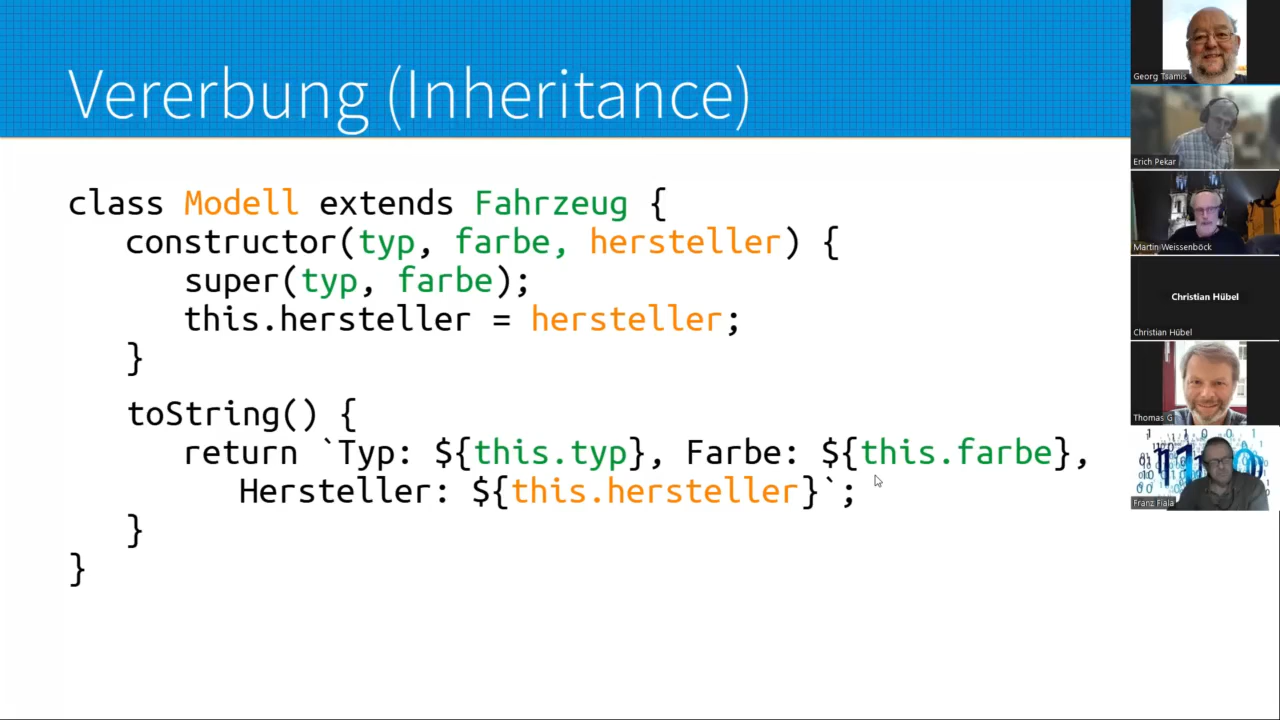 Vererbung (Inheritance)
class Modell extends Fahrzeug {
constructor(typ, farbe, hersteller) {
super(typ, farbe);
this.hersteller = hersteller;
}
toString() {
return `Typ: ${this.typ}, Farbe: ${this.farbe},
Hersteller: ${this.hersteller}`;
}
}
Georg Tsamis
Erich Pekar
Martin Weissenböck
Christian Hübel
Christian Hübel
Thomas G
Franz Fiala